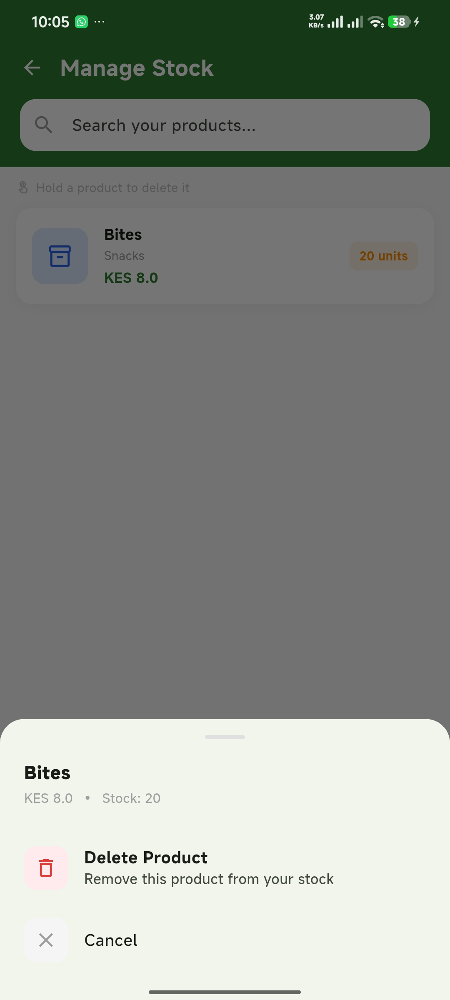 10:05 ...
3.07
KB/s
38
Manage Stock
Search your products...
Hold a product to delete it
Bites
Snacks
20 units
KES 8.0
Bites
KES 8.0 • Stock: 20
Delete Product
Remove this product from your stock
Cancel